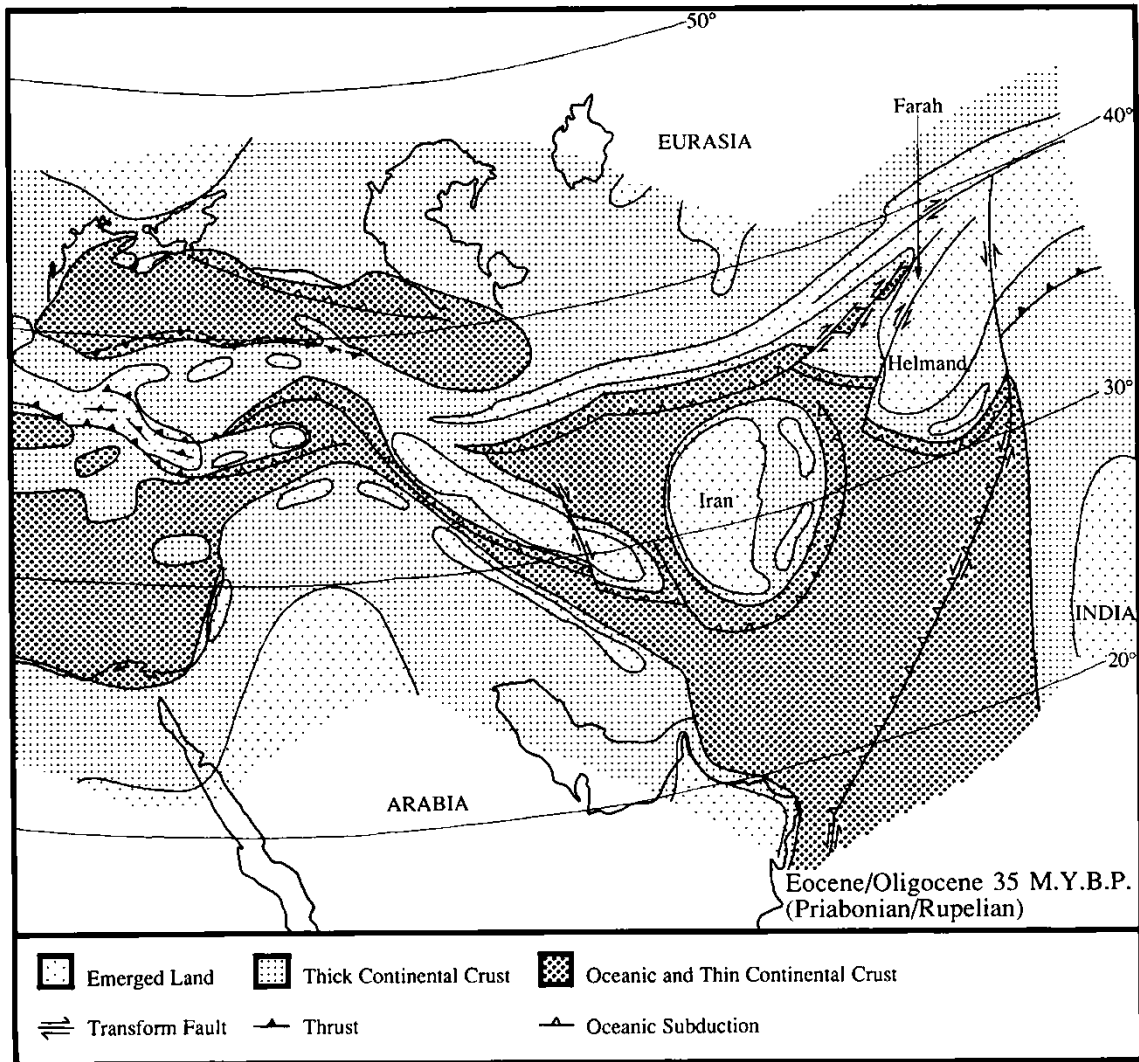 50°
Farah
40°
EURASIA
Helmand
30°
Iran
INDIA
20°
ARABIA
Eocene/Oligocene 35 M.Y.B.P.
(Priabonian/Rupelian)
Emerged Land
Thick Continental Crust
Oceanic and Thin Continental Crust
Transform Fault
Thrust
Oceanic Subduction